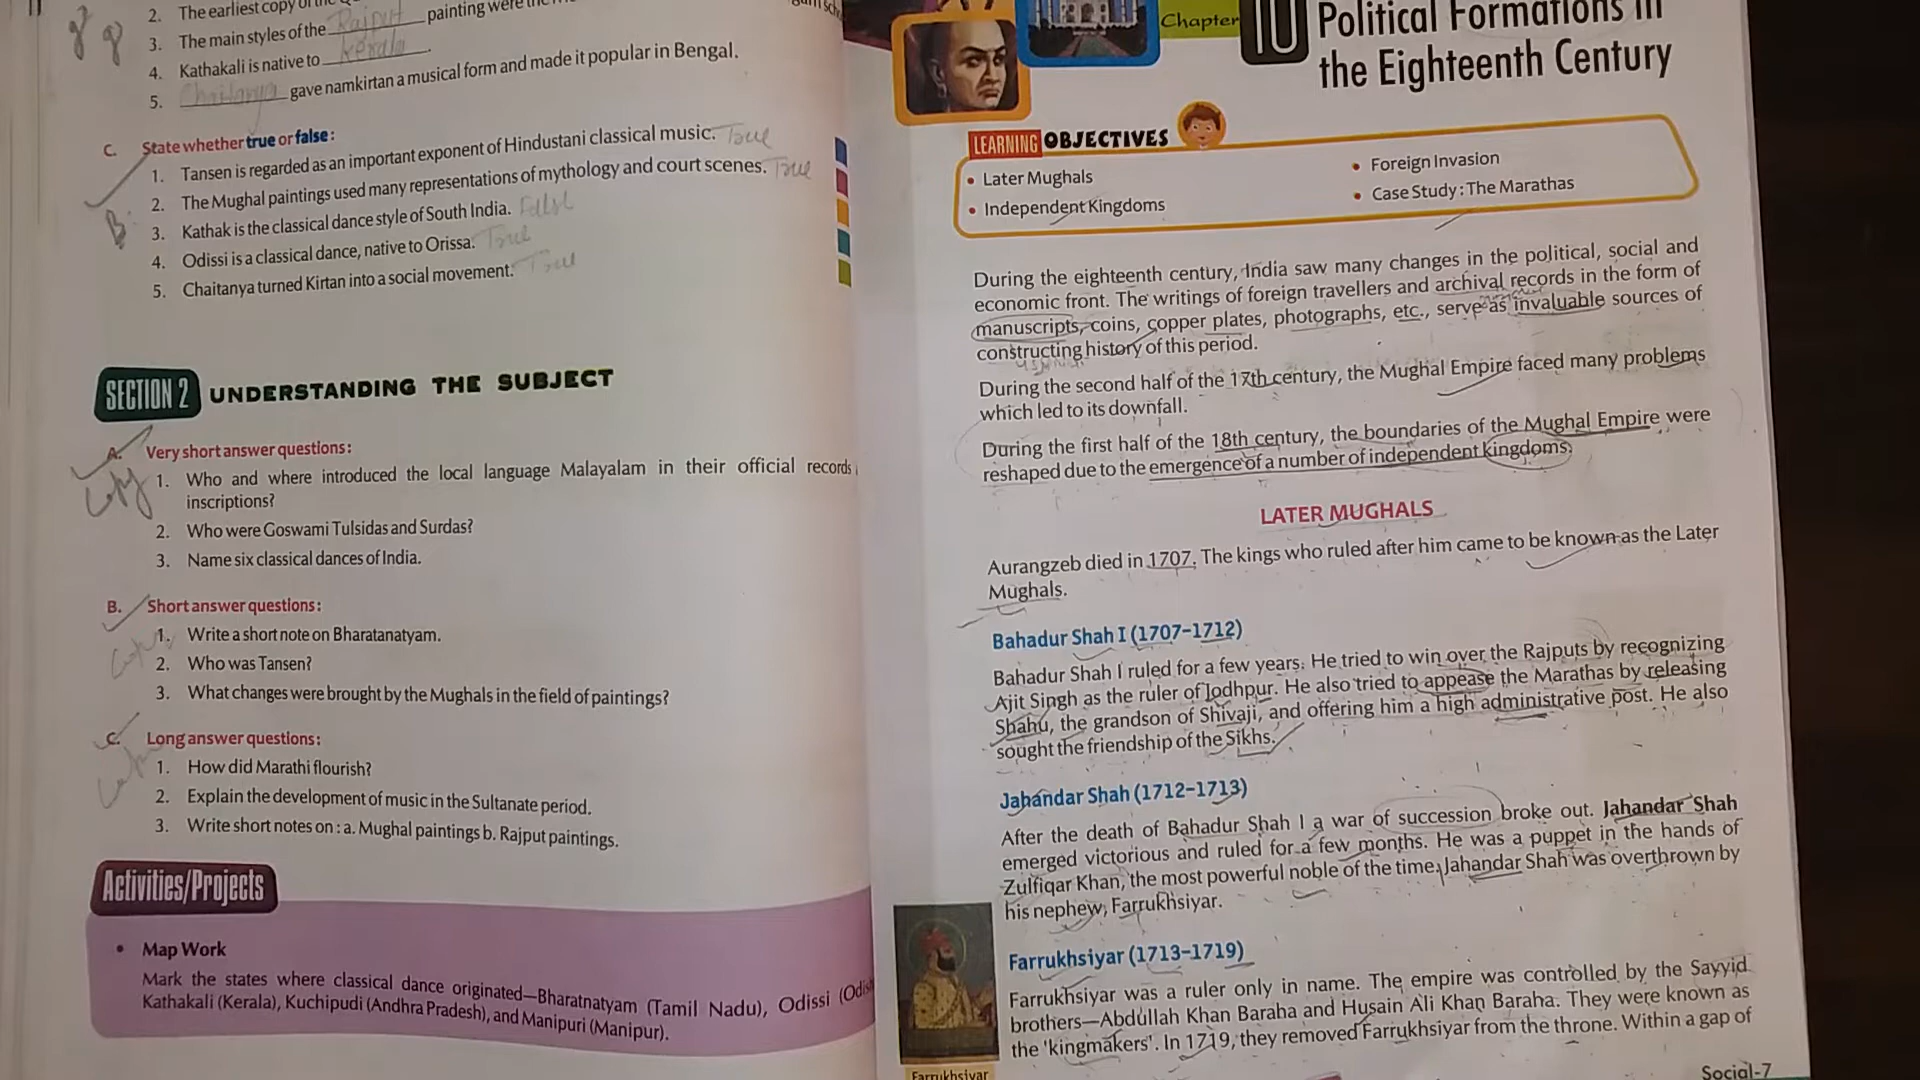 2. The earliest copy of the
3. The main styles of the Rajput painting were the
4. Kathakali is native to Kerala.
5. Chaitanya gave namkirtan a musical form and made it popular in Bengal.
C. State whether true or false :
1. Tansen is regarded as an important exponent of Hindustani classical music. True
2. The Mughal paintings used many representations of mythology and court scenes. True
3. Kathak is the classical dance style of South India. False
4. Odissi is a classical dance, native to Orissa. True
5. Chaitanya turned Kirtan into a social movement. True
SECTION 2 UNDERSTANDING THE SUBJECT
A. Very short answer questions :
Copy
1. Who and where introduced the local language Malayalam in their official records
inscriptions?
2. Who were Goswami Tulsidas and Surdas?
3. Name six classical dances of India.
B. Short answer questions :
1. Write a short note on Bharatanatyam.
2. Who was Tansen?
3. What changes were brought by the Mughals in the field of paintings?
C. Long answer questions :
1. How did Marathi flourish?
2. Explain the development of music in the Sultanate period.
3. Write short notes on : a. Mughal paintings b. Rajput paintings.
Activities/Projects
• Map Work
Mark the states where classical dance originated—Bharatnatyam (Tamil Nadu), Odissi (Odis
Kathakali (Kerala), Kuchipudi (Andhra Pradesh), and Manipuri (Manipur).
Chapter 10 Political Formations in
the Eighteenth Century
LEARNING OBJECTIVES
• Later Mughals
• Foreign Invasion
• Independent Kingdoms
• Case Study : The Marathas
During the eighteenth century, India saw many changes in the political, social and
economic front. The writings of foreign travellers and archival records in the form of
manuscripts, coins, copper plates, photographs, etc., serve as invaluable sources of
constructing history of this period.
During the second half of the 17th century, the Mughal Empire faced many problems
which led to its downfall.
During the first half of the 18th century, the boundaries of the Mughal Empire were
reshaped due to the emergence of a number of independent kingdoms.
LATER MUGHALS
Aurangzeb died in 1707. The kings who ruled after him came to be known as the Later
Mughals.
Bahadur Shah I (1707–1712)
Bahadur Shah I ruled for a few years. He tried to win over the Rajputs by recognizing
Ajit Singh as the ruler of Jodhpur. He also tried to appease the Marathas by releasing
Shahu, the grandson of Shivaji, and offering him a high administrative post. He also
sought the friendship of the Sikhs.
Jahandar Shah (1712–1713)
After the death of Bahadur Shah I a war of succession broke out. Jahandar Shah
emerged victorious and ruled for a few months. He was a puppet in the hands of
Zulfiqar Khan, the most powerful noble of the time. Jahandar Shah was overthrown by
his nephew, Farrukhsiyar.
Farrukhsiyar (1713–1719)
Farrukhsiyar was a ruler only in name. The empire was controlled by the Sayyid
brothers—Abdullah Khan Baraha and Husain Ali Khan Baraha. They were known as
the 'kingmakers'. In 1719, they removed Farrukhsiyar from the throne. Within a gap of
Farrukhsiyar
Social-7